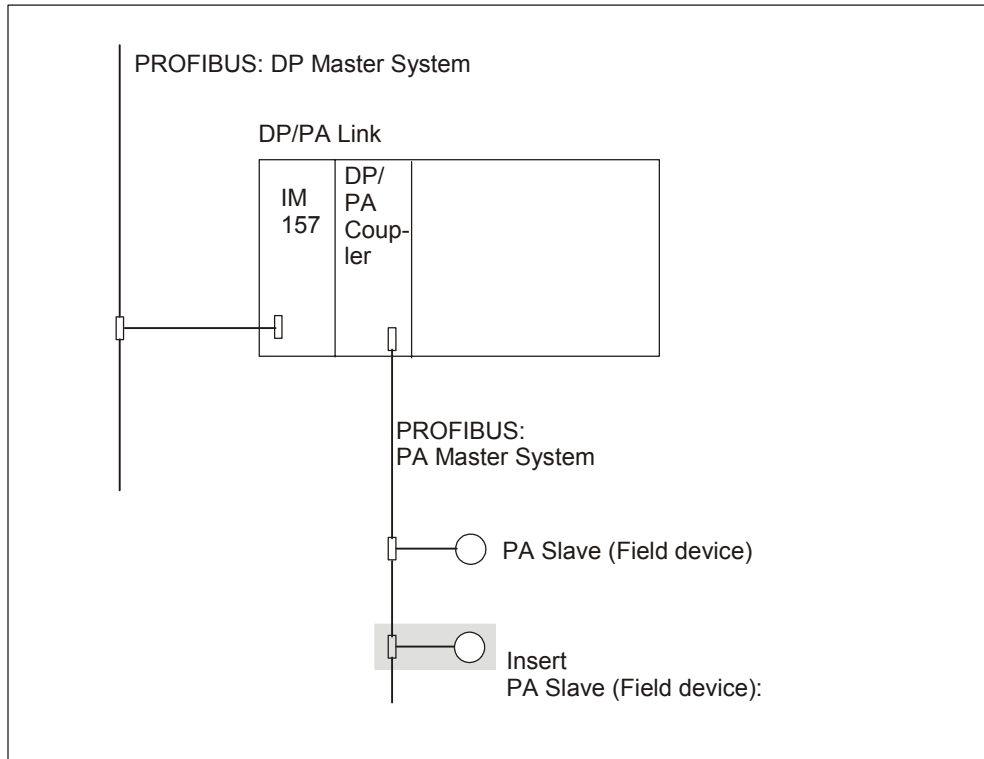 PROFIBUS: DP Master System
DP/PA Link
IM
157
DP/
PA
Coup-
ler
PROFIBUS:
PA Master System
PA Slave (Field device)
Insert
PA Slave (Field device):